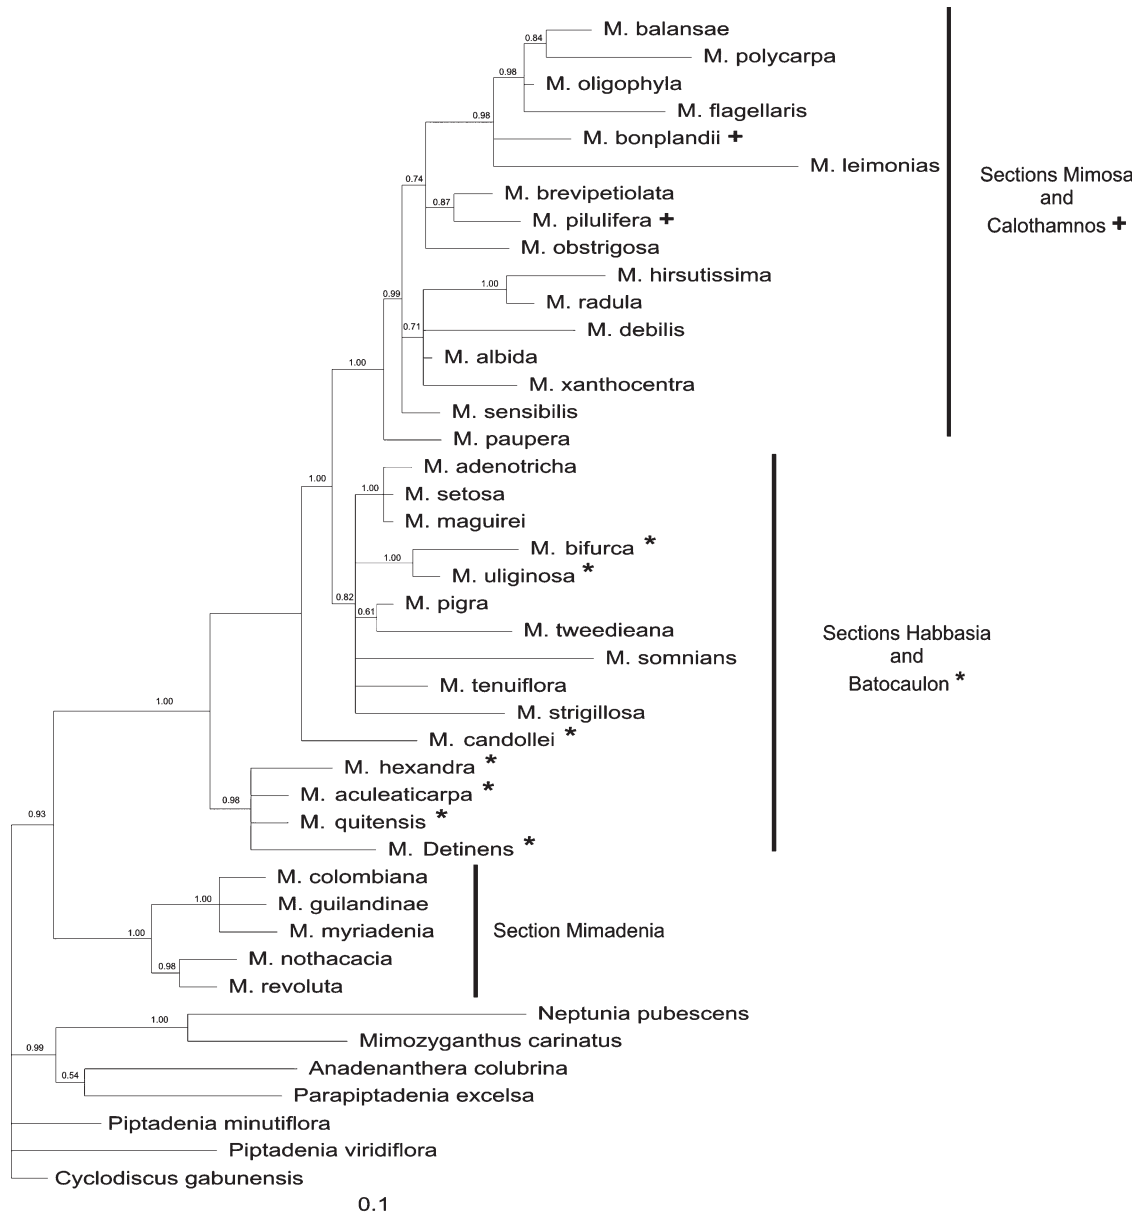 M. balansae
0.84
M. polycarpa
0.98
M. oligophyla
M. flagellaris
0.98
M. bonplandii +
M. leimonias
Sections Mimosa
and
Calothamnos +
0.74
M. brevipetiolata
0.87
M. pilulifera +
M. obstrigosa
M. hirsutissima
1.00
M. radula
0.99
0.71
M. debilis
M. albida
1.00
M. xanthocentra
M. sensibilis
M. paupera
M. adenotricha
1.00
1.00
M. setosa
M. maguirei
M. bifurca *
1.00
M. uliginosa *
0.82
M. pigra
0.61
M. tweedieana
M. somnians
Sections Habbasia
and
Batocaulon *
M. tenuiflora
1.00
M. strigillosa
M. candollei *
M. hexandra *
M. aculeaticarpa *
0.98
M. quitensis *
0.93
M. Detinens *
M. colombiana
1.00
M. guilandinae
M. myriadenia
Section Mimadenia
1.00
M. nothacacia
0.98
M. revoluta
Neptunia pubescens
1.00
Mimozyganthus carinatus
0.99
Anadenanthera colubrina
0.54
Parapiptadenia excelsa
Piptadenia minutiflora
Piptadenia viridiflora
Cyclodiscus gabunensis
0.1